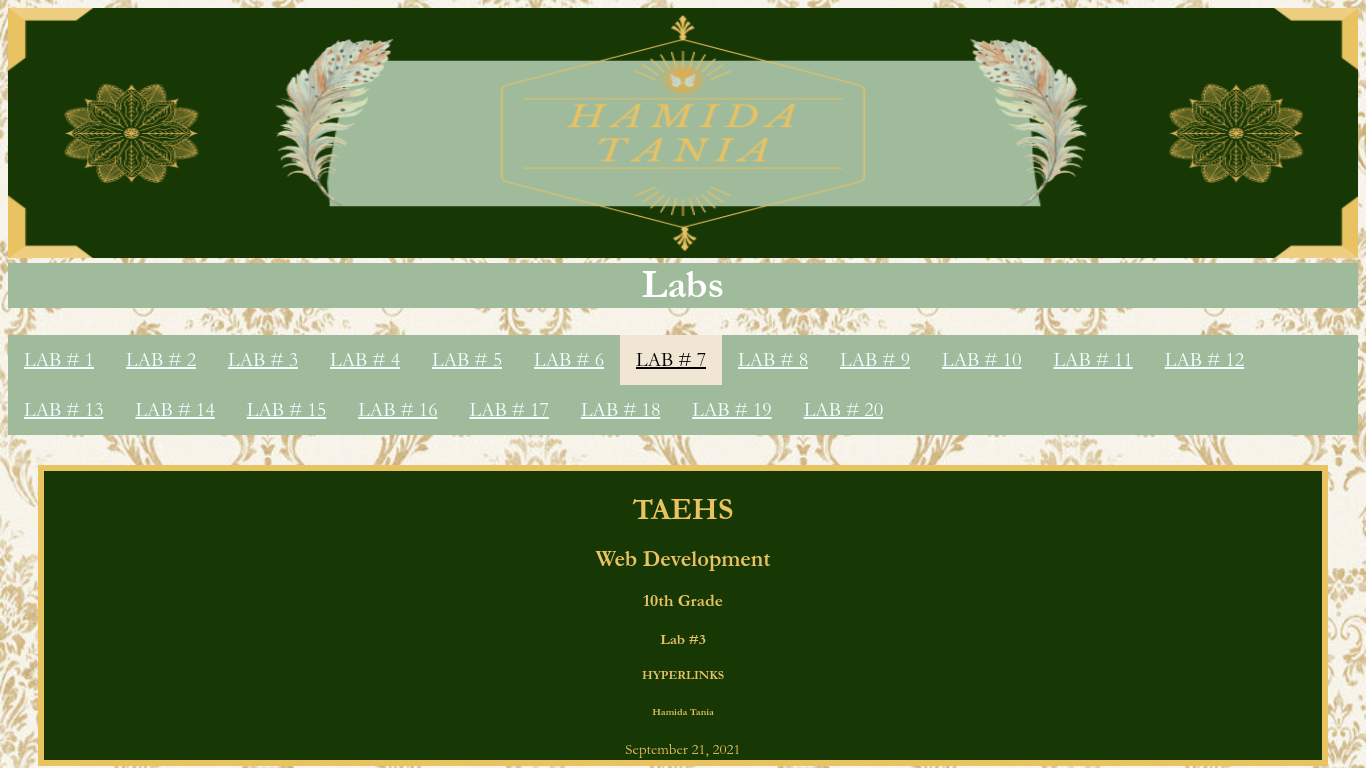 HAMIDA
TANIA
Labs
LAB # 1 LAB # 2 LAB # 3 LAB # 4 LAB # 5 LAB # 6 LAB # 7 LAB # 8 LAB # 9 LAB # 10 LAB # 11 LAB # 12
LAB # 13 LAB # 14 LAB # 15 LAB # 16 LAB # 17 LAB # 18 LAB # 19 LAB # 20
TAEHS
Web Development
10th Grade
Lab #3
HYPERLINKS
Hamida Tania
September 21, 2021